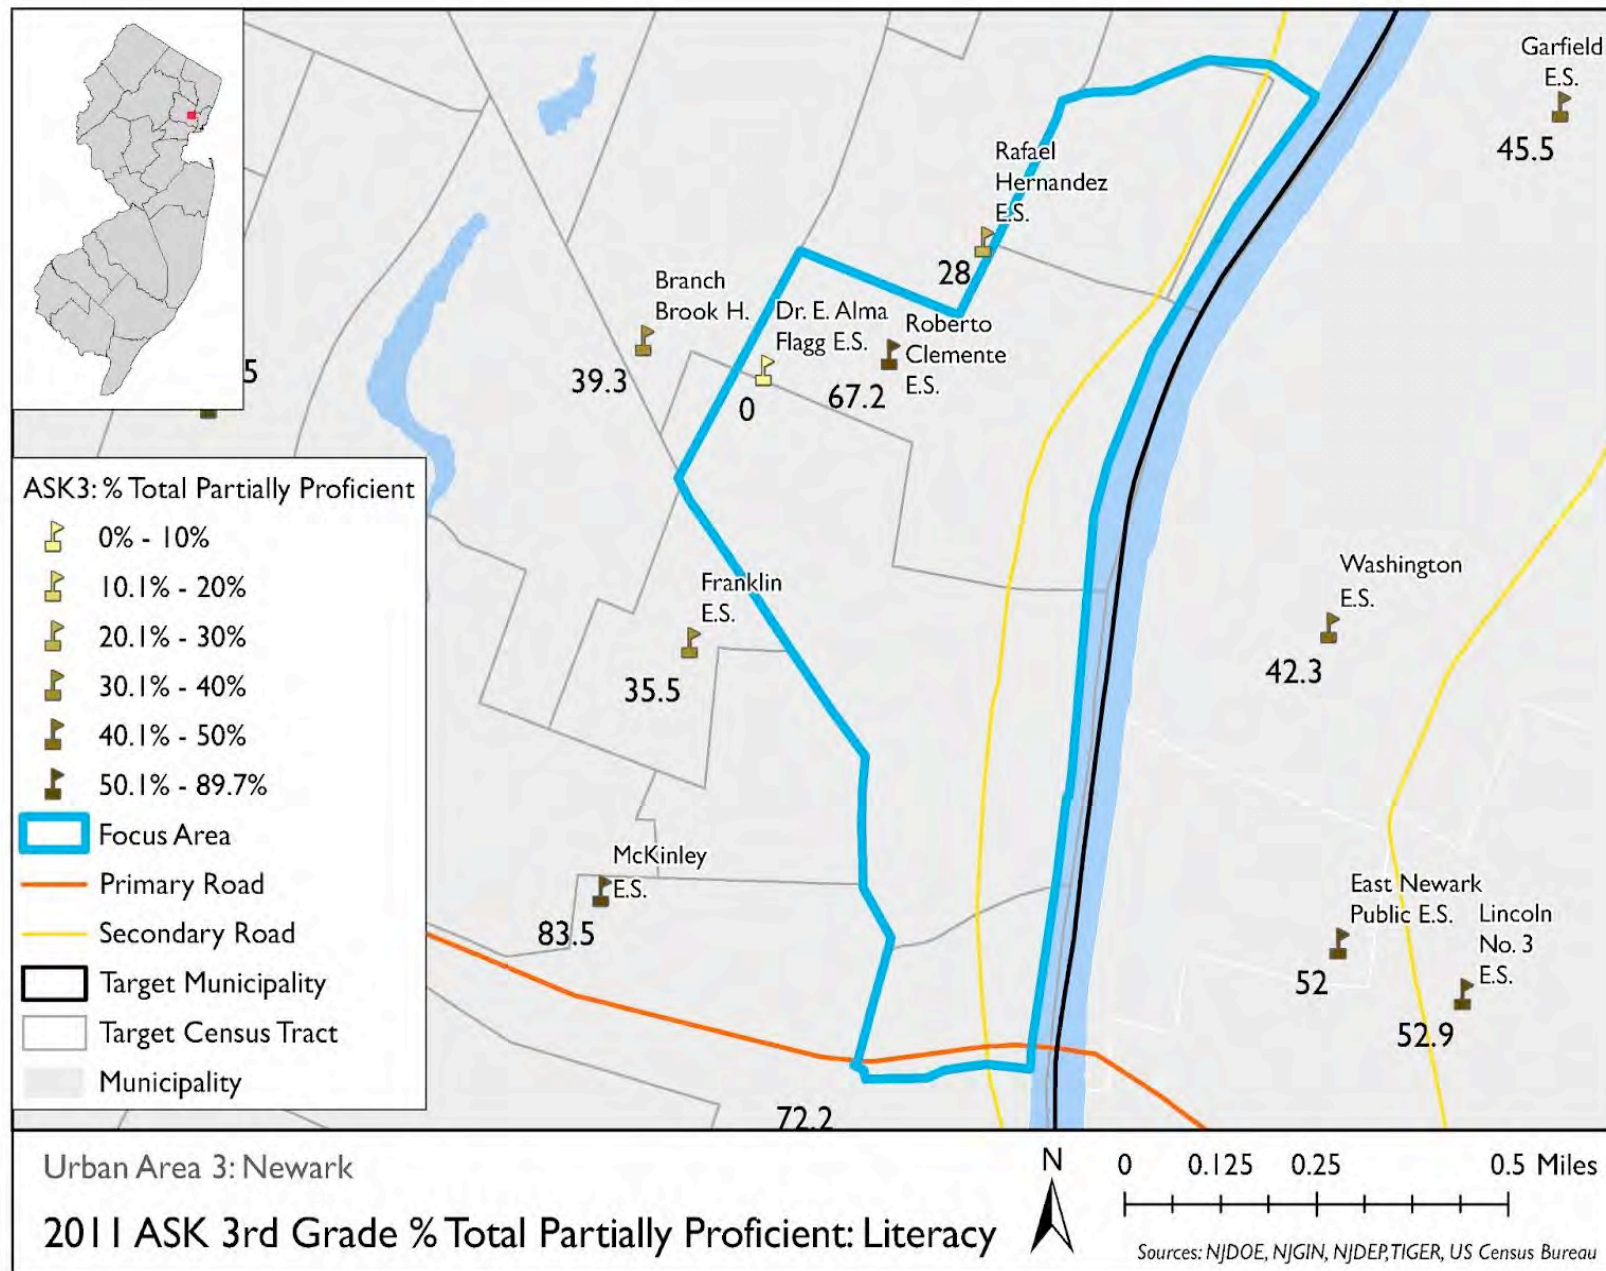 Garfield
E.S.
45.5
Rafael
Hernandez
E.S.
28
Branch
Brook H.
39.3
Dr. E. Alma
Flagg E.S.
0
Roberto
Clemente
E.S.
67.2
5
ASK3: % Total Partially Proficient
0% - 10%
10.1% - 20%
20.1% - 30%
30.1% - 40%
40.1% - 50%
50.1% - 89.7%
Focus Area
Primary Road
Secondary Road
Target Municipality
Target Census Tract
Municipality
Franklin
E.S.
35.5
Washington
E.S.
42.3
McKinley
E.S.
83.5
East Newark
Public E.S.
52
Lincoln
No. 3
E.S.
52.9
72.2
Urban Area 3: Newark
2011 ASK 3rd Grade % Total Partially Proficient: Literacy
N
0 0.125 0.25 0.5 Miles
Sources: NJDOE, NJGIN, NJDEP, TIGER, US Census Bureau